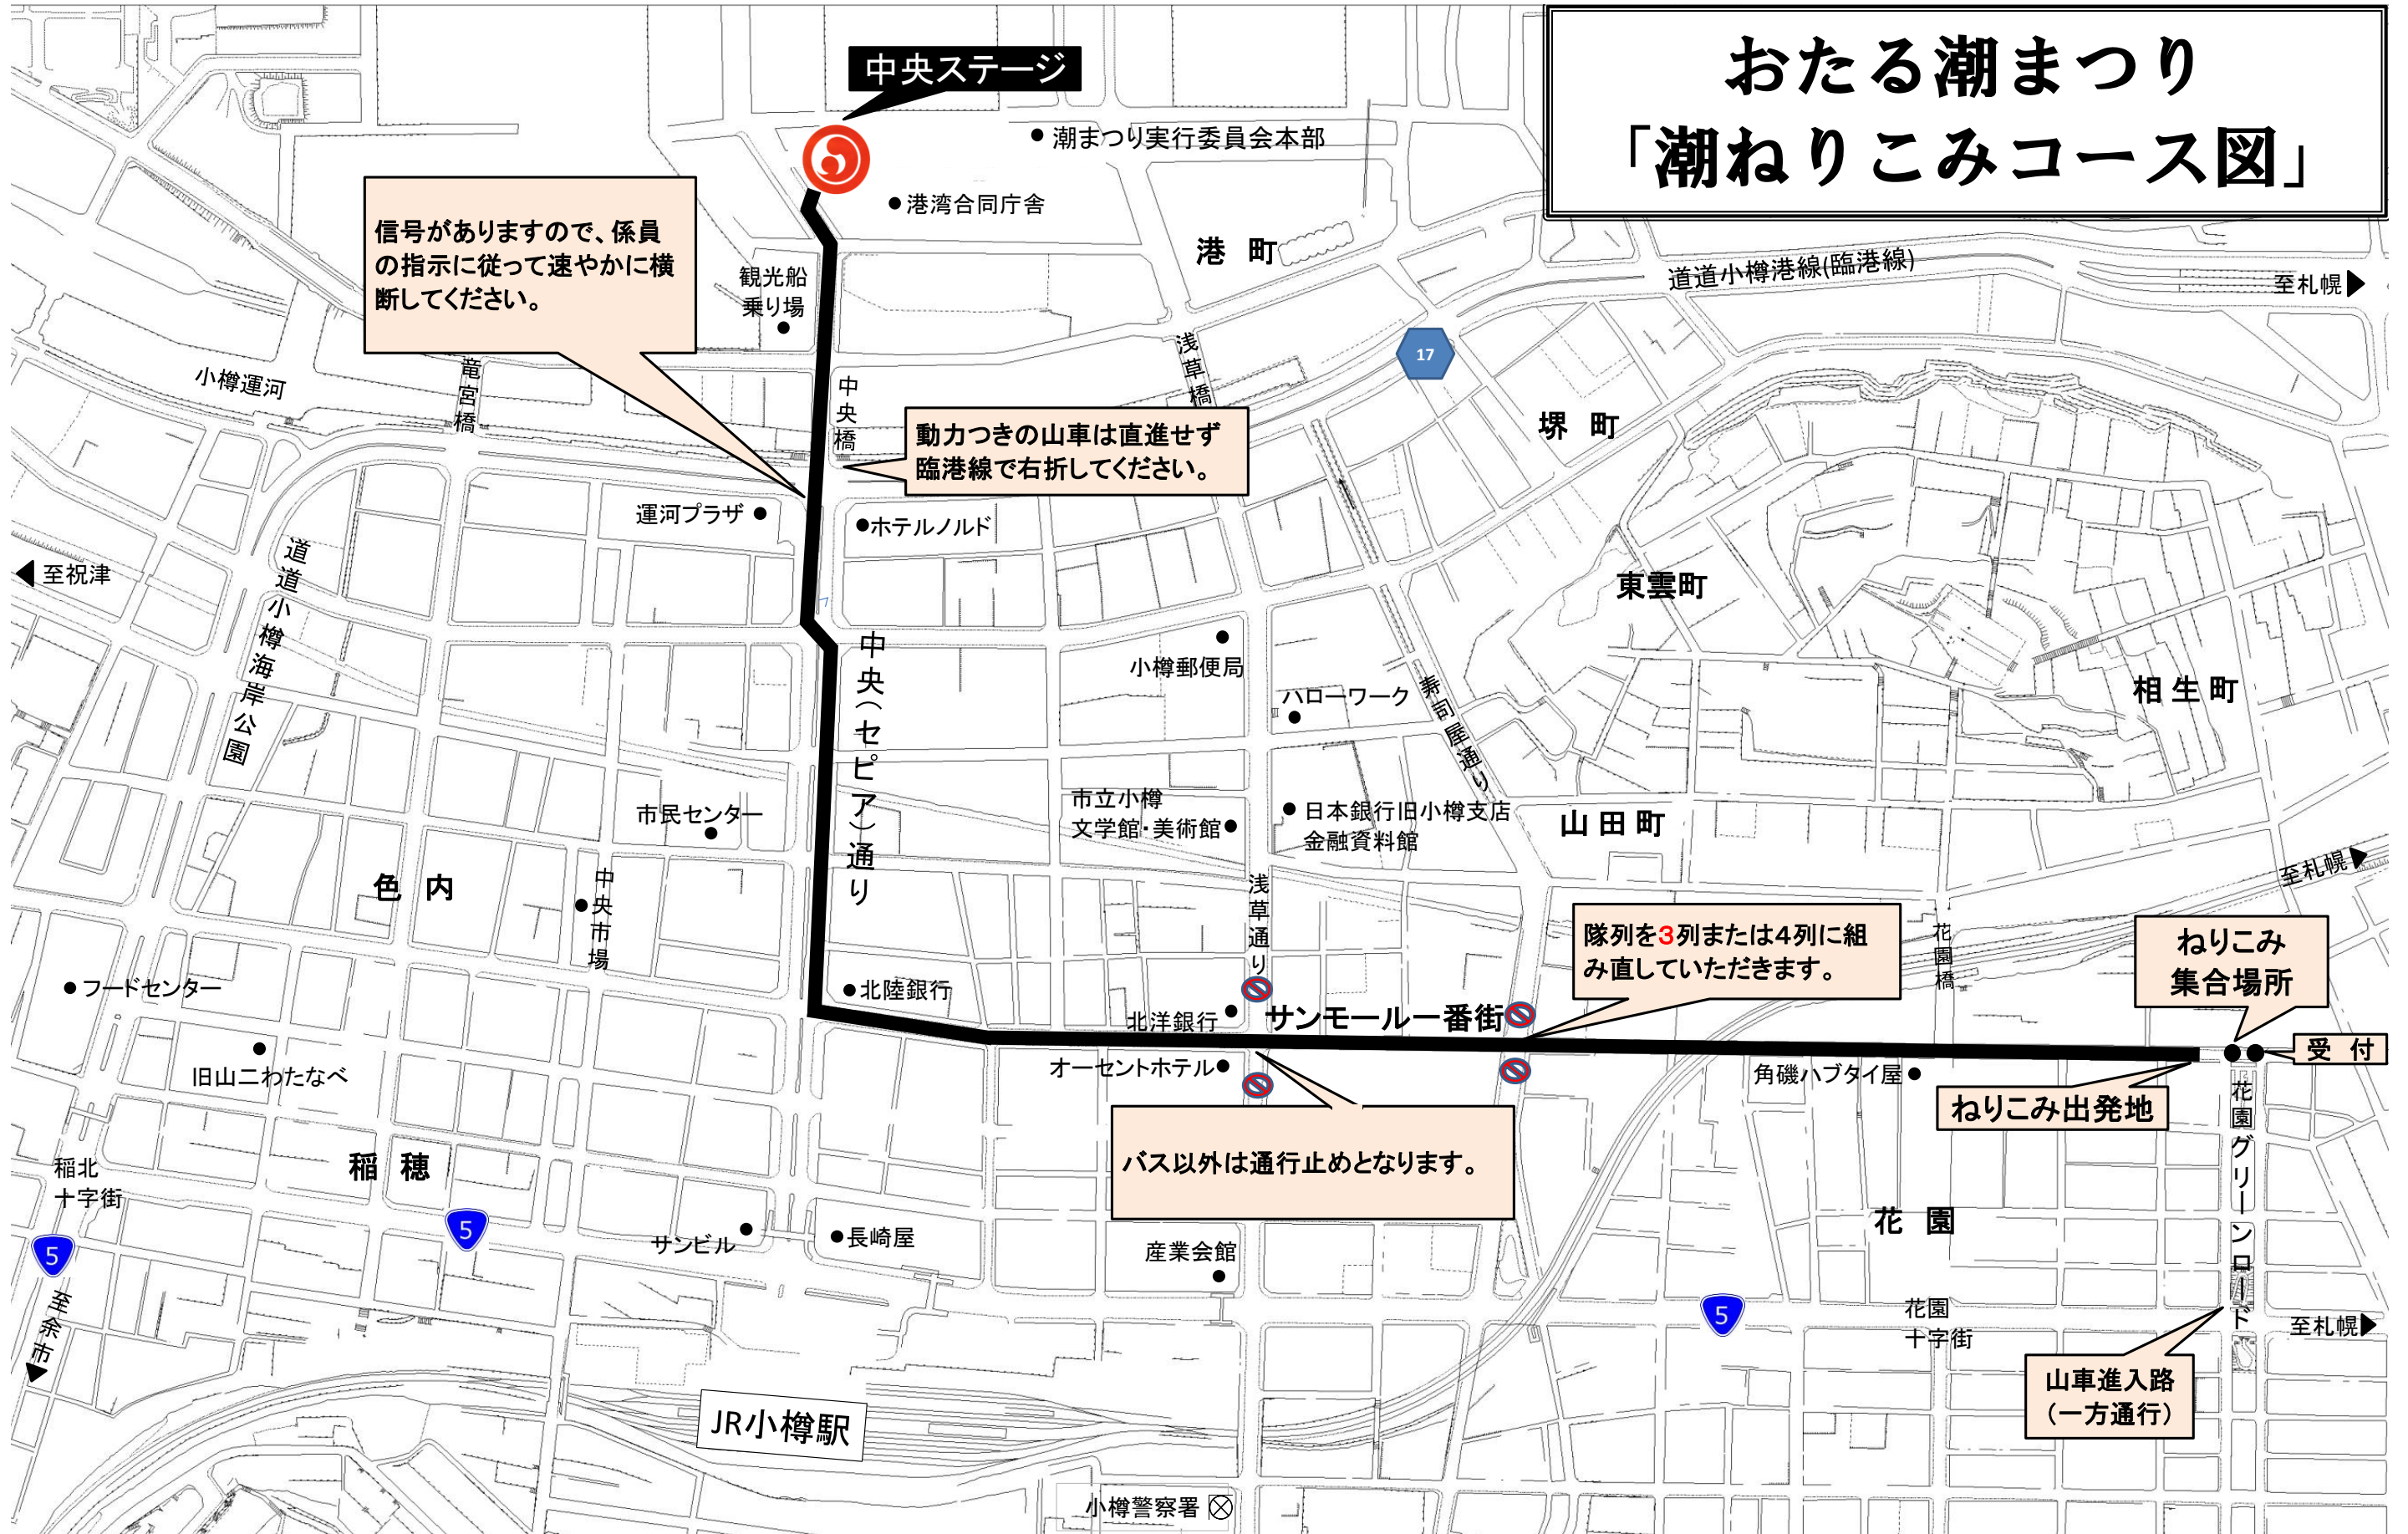 おたる潮まつり
「潮ねりこみコース図」
中央ステージ
潮まつり実行委員会本部
港湾合同庁舎
信号がありますので、係員
の指示に従って速やかに横
断してください。
観光船
乗り場
港 町
道道小樽港線(臨港線)
至札幌
17
小樽運河
竜宮橋
中央橋
浅草橋
動力つきの山車は直進せず
臨港線で右折してください。
堺 町
運河プラザ
ホテルノルド
至祝津
道道小樽海岸公園
東雲町
中央(セピア)通り
小樽郵便局
ハローワーク
寿司屋通り
相生町
市民センター
市立小樽
文学館・美術館
日本銀行旧小樽支店
金融資料館
山田町
色 内
中央市場
浅草通り
至札幌
隊列を3列または4列に組
み直していただきます。
花園橋
ねりこみ
集合場所
フードセンター
北陸銀行
北洋銀行
サンモール一番街
受 付
旧山二わたなべ
オーセントホテル
角磯ハブタイ屋
ねりこみ出発地
花園グリーンロード
バス以外は通行止めとなります。
稲北
十字街
稲 穂
5
5
サンビル
長崎屋
産業会館
花 園
至余市
5
花園
十字街
至札幌
山車進入路
(一方通行)
JR小樽駅
小樽警察署